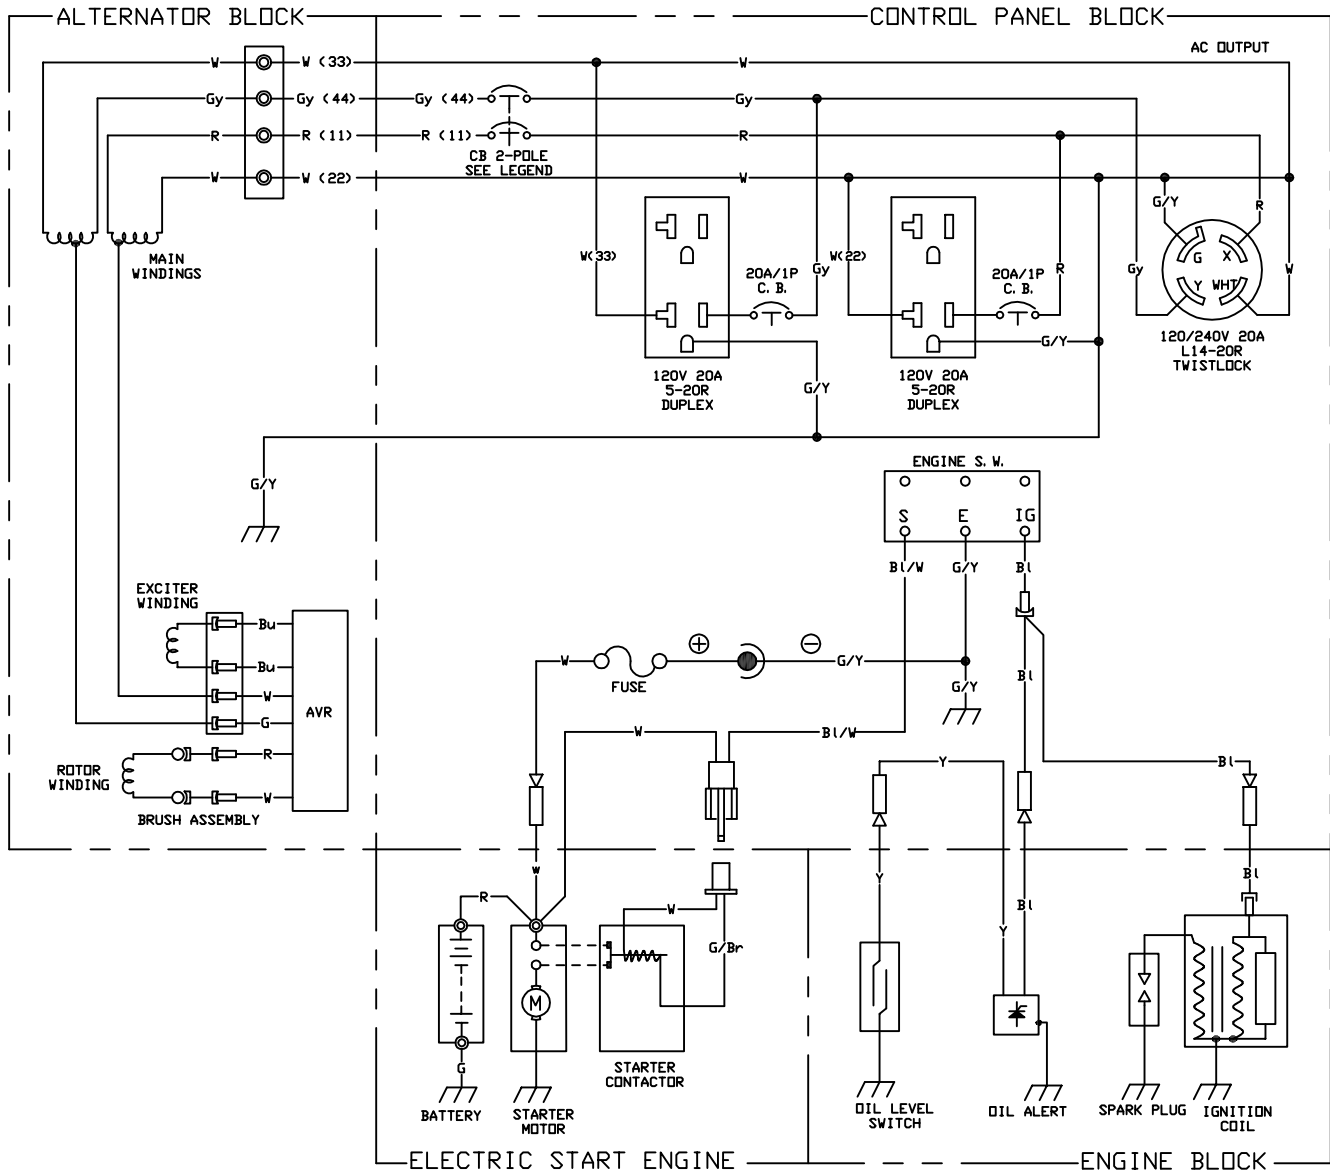 ALTERNATOR BLOCK
CONTROL PANEL BLOCK
AC OUTPUT
W
W (33)
W
Gy
Gy (44)
Gy (44)
Gy
R
R (11)
R (11)
R
CB 2-POLE
SEE LEGEND
W
W (22)
W
G/Y
R
W(33)
20A/1P
C. B.
Gy
W(22)
20A/1P
C. B.
R
Gy
G
X
Y
WHT
W
MAIN
WINDINGS
120/240V 20A
L14-20R
TWISTLOCK
G/Y
120V 20A
5-20R
DUPLEX
G/Y
120V 20A
5-20R
DUPLEX
G/Y
ENGINE S. W.
S
E
IG
Bl/W
G/Y
Bl
EXCITER
WINDING
Bu
Bu
W
G
R
W
AVR
ROTOR
WINDING
BRUSH ASSEMBLY
W
FUSE
+
−
G/Y
G/Y
Bl
W
Bl/W
Y
Bl
W
R
W
G/Br
Y
Y
Bl
Bl
M
G
BATTERY
STARTER
MOTOR
STARTER
CONTACTOR
OIL LEVEL
SWITCH
OIL ALERT
SPARK PLUG
IGNITION
COIL
ELECTRIC START ENGINE
ENGINE BLOCK